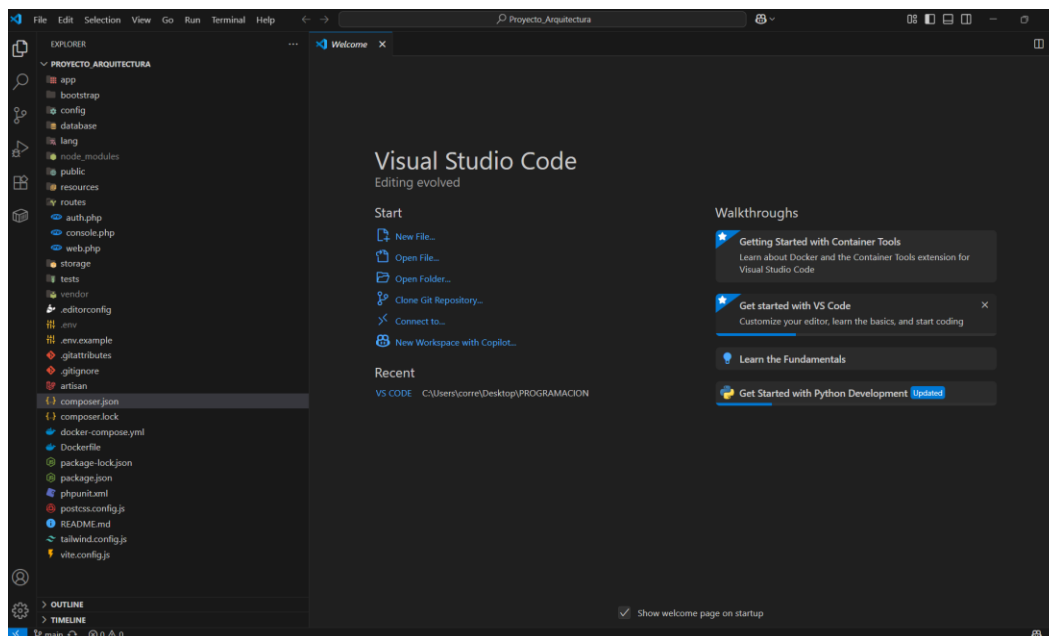 File Edit Selection View Go Run Terminal Help
Proyecto_Arquitectura
EXPLORER
Welcome
PROYECTO_ARQUITECTURA
app
bootstrap
config
database
lang
node_modules
public
resources
routes
auth.php
console.php
web.php
storage
tests
vendor
.editorconfig
.env
.env.example
.gitattributes
.gitignore
artisan
composer.json
composer.lock
docker-compose.yml
Dockerfile
package-lock.json
package.json
phpunit.xml
postcss.config.js
README.md
tailwind.config.js
vite.config.js
OUTLINE
TIMELINE
main 0 0
Visual Studio Code
Editing evolved
Start
New File...
Open File...
Open Folder...
Clone Git Repository...
Connect to...
New Workspace with Copilot...
Recent
VS CODE C:\Users\corre\Desktop\PROGRAMACION
Walkthroughs
Getting Started with Container Tools
Learn about Docker and the Container Tools extension for
Visual Studio Code
Get started with VS Code
Customize your editor, learn the basics, and start coding
Learn the Fundamentals
Get Started with Python Development Updated
Show welcome page on startup